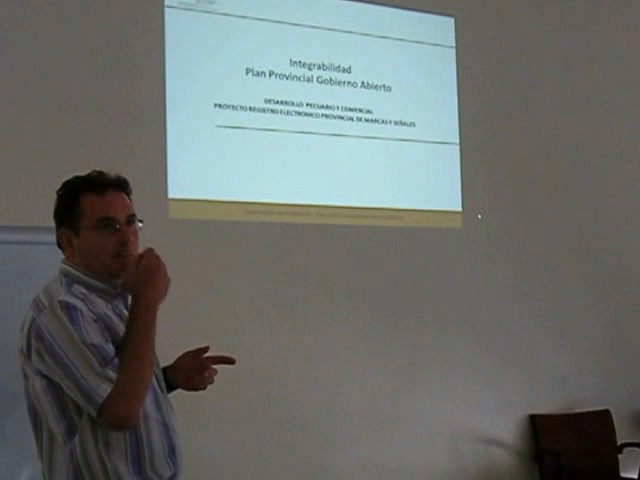 Integrabilidad
Plan Provincial Gobierno Abierto
DESARROLLO PECUARIO Y COMERCIAL
PROYECTO REGISTRO ELECTRONICO PROVINCIAL DE MARCAS Y SEÑALES